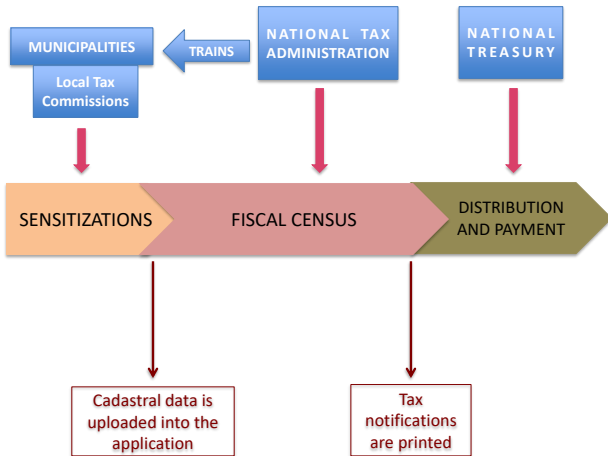 MUNICIPALITIES
Local Tax
Commissions
TRAINS
NATIONAL TAX
ADMINISTRATION
NATIONAL
TREASURY
SENSITIZATIONS
FISCAL CENSUS
DISTRIBUTION
AND PAYMENT
Cadastral data is
uploaded into the
application
Tax
notifications
are printed